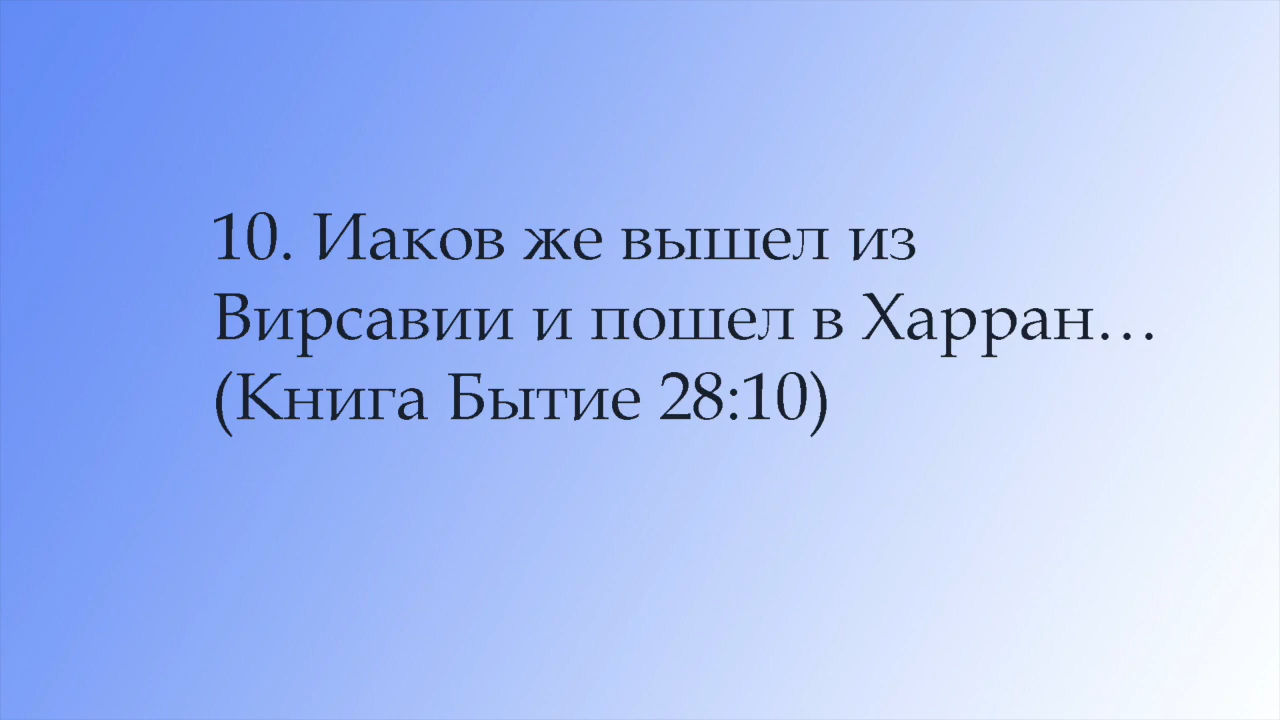 10. Иаков же вышел из
Вирсавии и пошел в Харран…
(Книга Бытие 28:10)